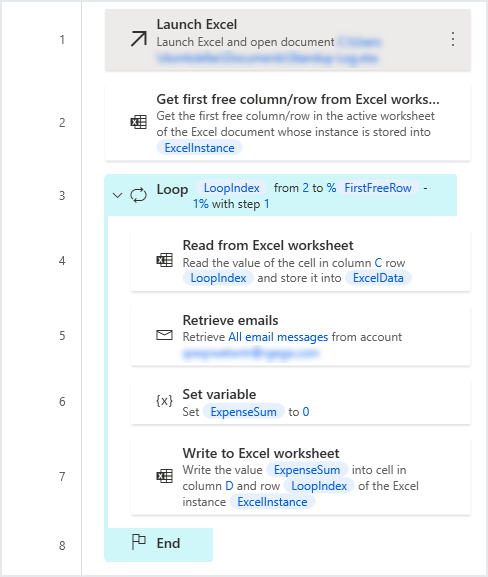 1
Launch Excel
Launch Excel and open document
2
Get first free column/row from Excel works...
Get the first free column/row in the active worksheet
of the Excel document whose instance is stored into
ExcelInstance
3
Loop LoopIndex from 2 to % FirstFreeRow -
1% with step 1
4
Read from Excel worksheet
Read the value of the cell in column C row
LoopIndex and store it into ExcelData
5
Retrieve emails
Retrieve All email messages from account
6
{x}
Set variable
Set ExpenseSum to 0
7
Write to Excel worksheet
Write the value ExpenseSum into cell in
column D and row LoopIndex of the Excel
instance ExcelInstance
8
End